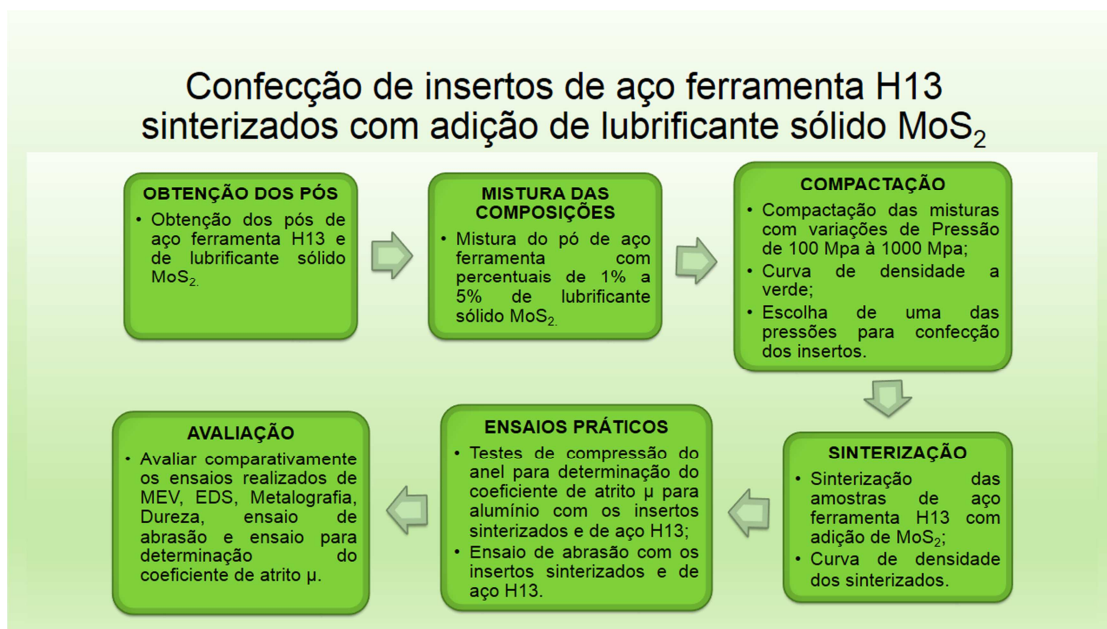 Confecção de insertos de aço ferramenta H13
sinterizados com adição de lubrificante sólido MoS₂
OBTENÇÃO DOS PÓS
• Obtenção dos pós de
aço ferramenta H13 e
de lubrificante sólido
MoS₂.
MISTURA DAS
COMPOSIÇÕES
• Mistura do pó de aço
ferramenta com
percentuais de 1% a
5% de lubrificante
sólido MoS₂.
COMPACTAÇÃO
• Compactação das misturas
com variações de Pressão
de 100 Mpa à 1000 Mpa;
• Curva de densidade a
verde;
• Escolha de uma das
pressões para confecção
dos insertos.
SINTERIZAÇÃO
• Sinterização das
amostras de aço
ferramenta H13 com
adição de MoS₂;
• Curva de densidade
dos sinterizados.
ENSAIOS PRÁTICOS
• Testes de compressão do
anel para determinação do
coeficiente de atrito µ para
alumínio com os insertos
sinterizados e de aço H13;
• Ensaio de abrasão com os
insertos sinterizados e de
aço H13.
AVALIAÇÃO
• Avaliar comparativamente
os ensaios realizados de
MEV, EDS, Metalografia,
Dureza, ensaio de
abrasão e ensaio para
determinação do
coeficiente de atrito µ.